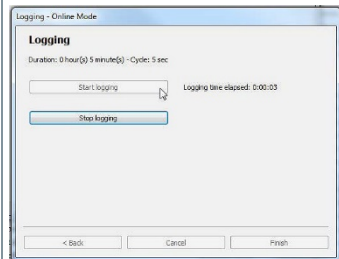 Logging - Online Mode
Logging
Duration: 0 hour(s) 5 minute(s) - Cycle: 5 sec
Start logging
Logging time elapsed: 0:00:03
Stop logging
< Back
Cancel
Finish